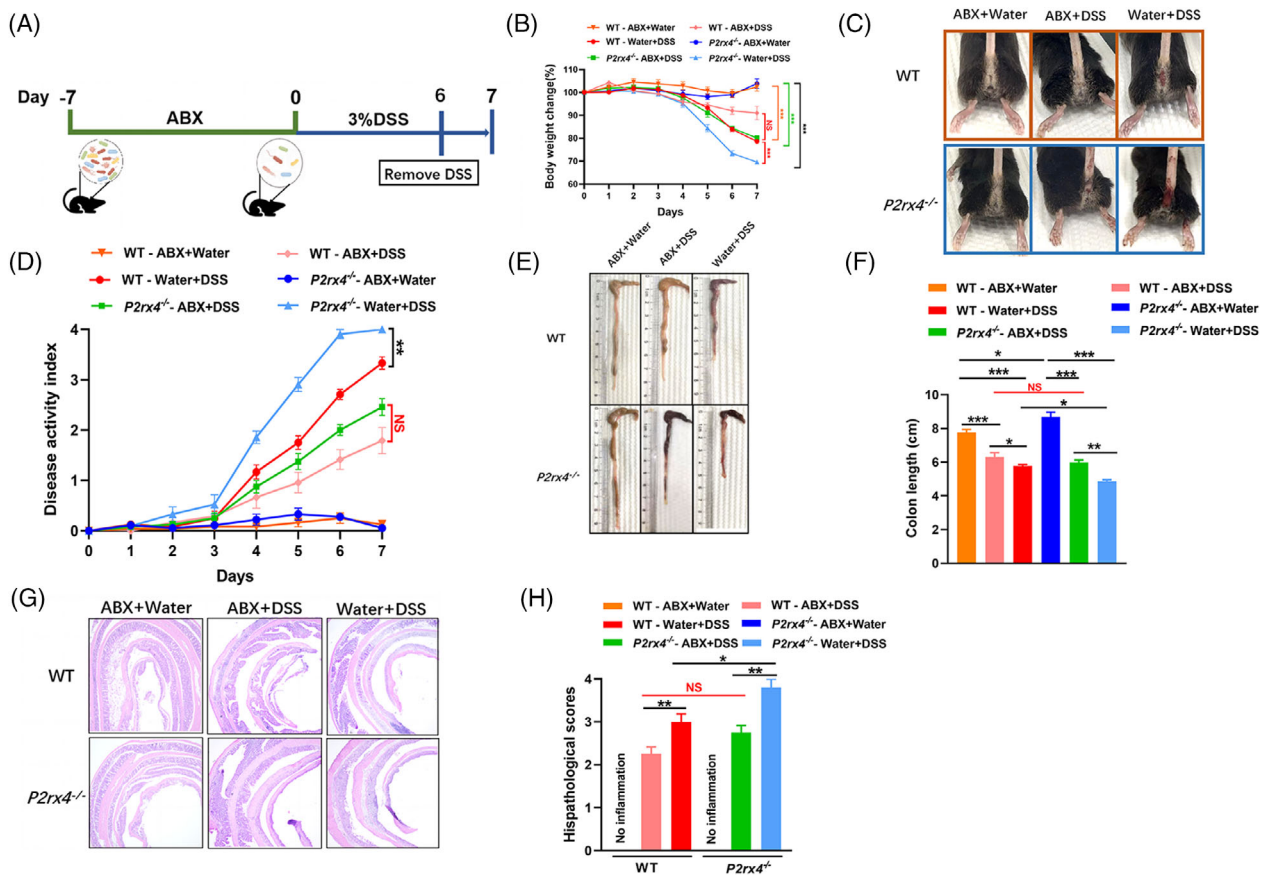 (A)
Day
-7
0
6
7
ABX
3%DSS
Remove DSS
(B)
WT - ABX+Water
WT - ABX+DSS
WT - Water+DSS
P2rx4-/-- ABX+Water
P2rx4-/-- ABX+DSS
P2rx4-/-- Water+DSS
Body weight change(%)
110
100
90
80
70
60
0 1 2 3 4 5 6 7
Days
NS
***
***
***
***
(C)
ABX+Water
ABX+DSS
Water+DSS
WT
P2rx4-/-
(D)
WT - ABX+Water
WT - ABX+DSS
WT - Water+DSS
P2rx4-/-- ABX+Water
P2rx4-/-- ABX+DSS
P2rx4-/-- Water+DSS
Disease activity index
4
3
2
1
0
0 1 2 3 4 5 6 7
Days
**
NS
(E)
ABX+Water
ABX+DSS
Water+DSS
WT
P2rx4-/-
(F)
WT - ABX+Water
WT - ABX+DSS
WT - Water+DSS
P2rx4-/-- ABX+Water
P2rx4-/-- ABX+DSS
P2rx4-/-- Water+DSS
* ***
*** ***
NS
*
*** * **
Colon length (cm)
10
8
6
4
2
0
(G)
ABX+Water
ABX+DSS
Water+DSS
WT
P2rx4-/-
(H)
WT - ABX+Water
WT - ABX+DSS
WT - Water+DSS
P2rx4-/-- ABX+Water
P2rx4-/-- ABX+DSS
P2rx4-/-- Water+DSS
*
NS
**
**
Hispathological scores
4
3
2
1
0
No inflammation
No inflammation
WT
P2rx4-/-